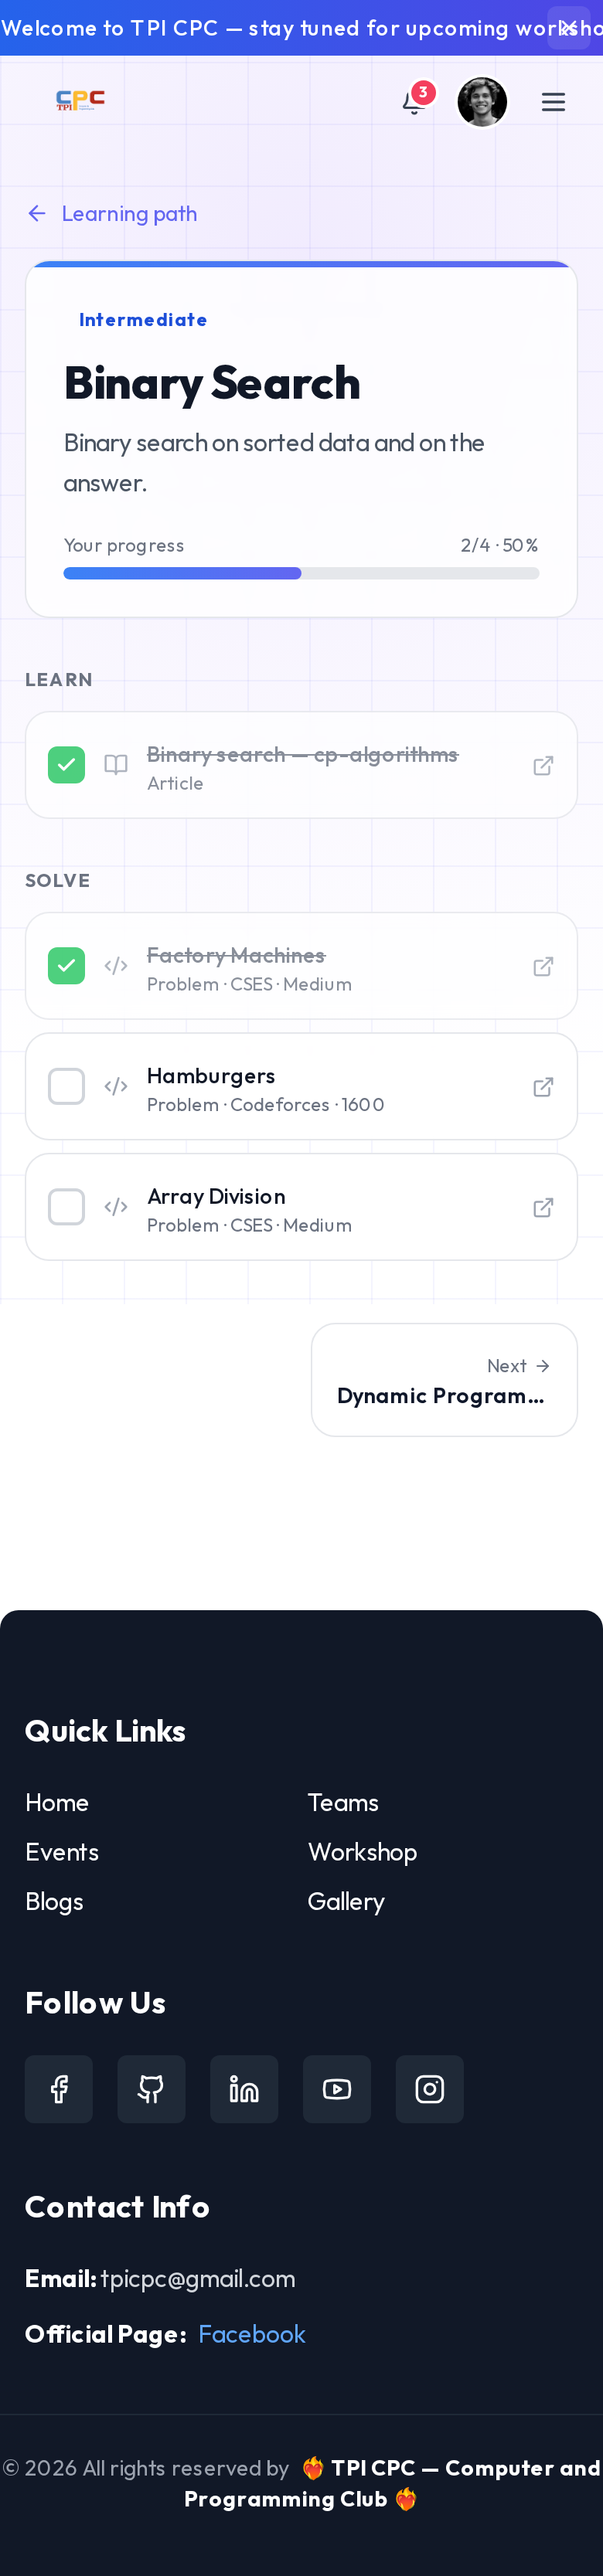 Welcome to TPI CPC — stay tuned for upcoming worksho
CPC
TPI
3
Learning path
Intermediate
Binary Search
Binary search on sorted data and on the
answer.
Your progress 2/4 · 50%
LEARN
Binary search — cp-algorithms
Article
SOLVE
Factory Machines
Problem · CSES · Medium
Hamburgers
Problem · Codeforces · 1600
Array Division
Problem · CSES · Medium
Next
Dynamic Program...
Quick Links
Home Teams
Events Workshop
Blogs Gallery
Follow Us
Contact Info
Email: tpicpc@gmail.com
Official Page: Facebook
© 2026 All rights reserved by ❤️‍🔥 TPI CPC — Computer and
Programming Club ❤️‍🔥